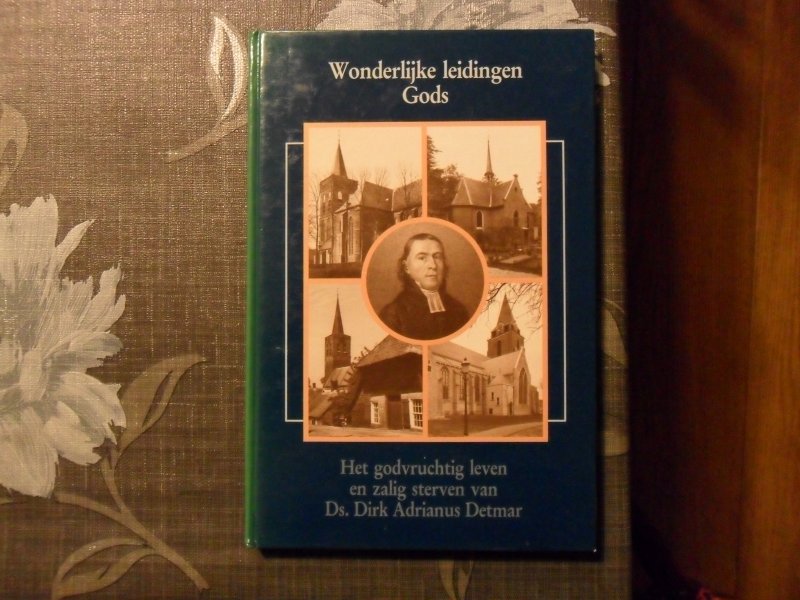 Wonderlijke leidingen
Gods
Het godvruchtig leven
en zalig sterven van
Ds. Dirk Adrianus Detmar